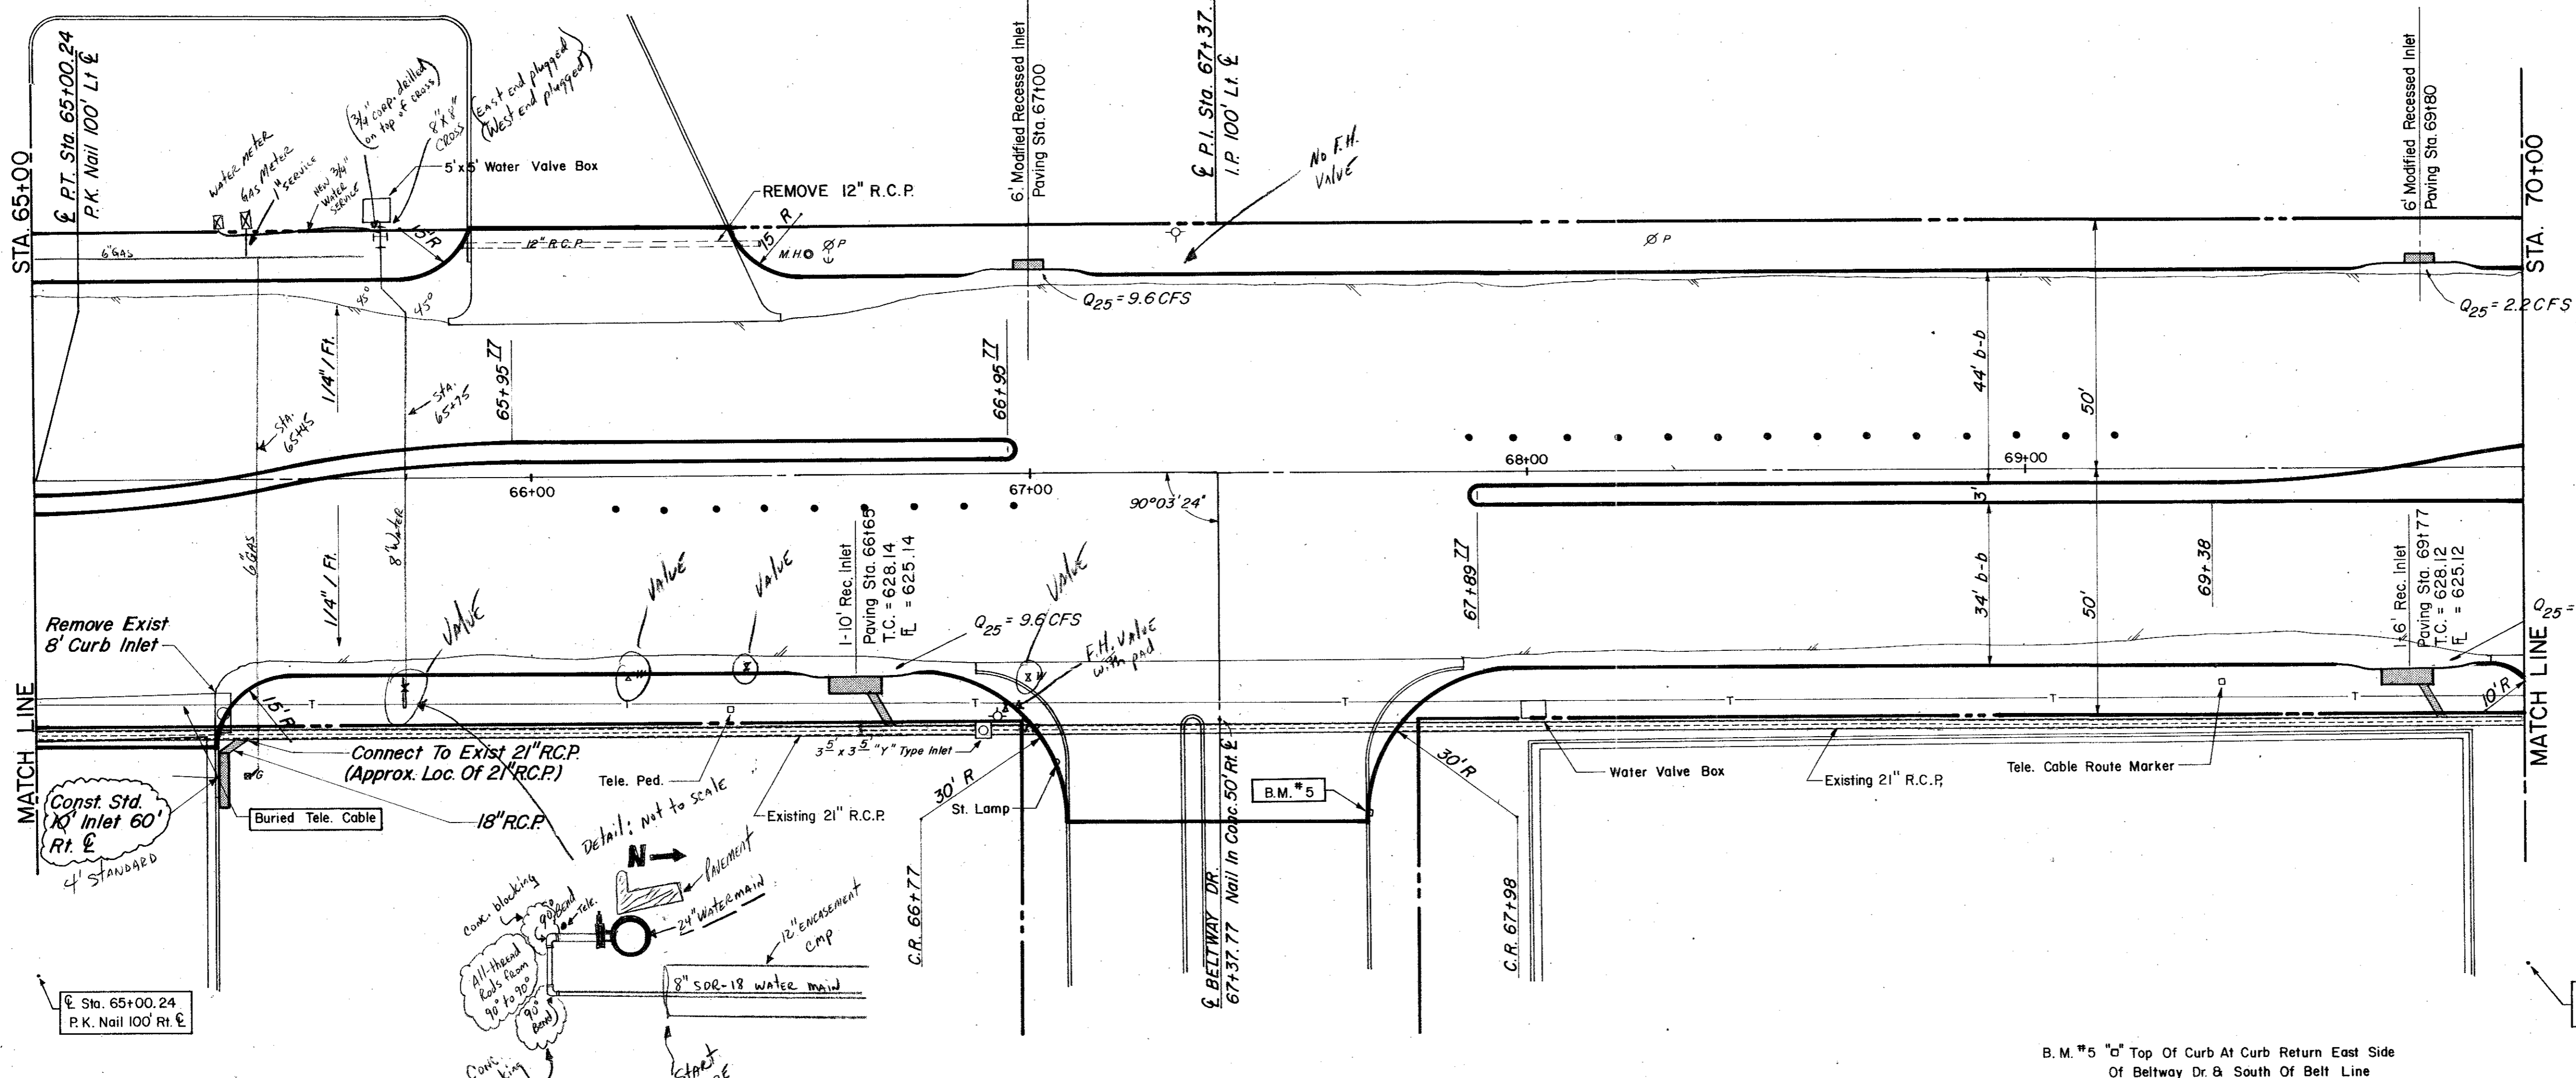 STA. 65+00
℄ P.T. Sta. 65+00.24
P.K. Nail 100' Lt ℄
WATER METER
GAS METER
1" SERVICE
NEW 3/4"
WATER
SERVICE
(3/4" CORP. drilled
on top of CROSS)
8"X8"
CROSS
(East End plugged)
(West End plugged)
5'x5' Water Valve Box
REMOVE 12" R.C.P.
6" GAS
15'R
12" R.C.P.
15' R
M.H.
ØP
6' Modified Recessed Inlet
Paving Sta. 67+00
Q25 = 9.6 CFS
℄ P.I. Sta. 67+37.
I.P. 100' Lt. ℄
No F.H.
VALVE
ØP
6' Modified Recessed Inlet
Paving Sta. 69+80
STA. 70+00
Q25 = 2.2 CFS
45°
45°
1/4" / Ft.
STA.
65+45
STA.
65+75
65+95.77
66+95.77
44' b-b
50'
66+00
67+00
68+00
69+00
90°03'24"
3'
6" GAS
1/4" / Ft.
8" Water
VALVE
VALVE
VALVE
VALVE
1-10' Rec. Inlet
Paving Sta. 66+65
T.C. = 628.14
FL = 625.14
Q25 = 9.6 CFS
F.H. VALVE
with pad
67+89.77
34' b-b
50'
69+38
1-6' Rec. Inlet
Paving Sta. 69+77
T.C. = 628.12
FL = 625.12
Q25 =
Remove Exist
8' Curb Inlet
MATCH LINE
15'R
T
T
T
T
T
T
10'R
MATCH LINE
Connect To Exist 21" R.C.P.
(Approx. Loc. Of 21" R.C.P.)
Tele. Ped.
3.5' x 3.5' "Y" Type Inlet
30' R
St. Lamp
B.M. #5
30'R
Water Valve Box
Existing 21" R.C.P.
Tele. Cable Route Marker
Const. Std.
10' Inlet 60'
Rt. ℄
4' STANDARD
Buried Tele. Cable
18" R.C.P.
Existing 21" R.C.P.
Detail: Not to scale
N
PAVEMENT
24" WATER MAIN
Conc. blocking
90° Bend
Tele.
12" ENCASEMENT
CMP
All-thread
Rods from
90° to 90°
90°
Bend
8" SDR-18 WATER MAIN
Conc.
START
C.R. 66+77
℄ BELTWAY DR.
67+37.77 Nail In Conc. 50' Rt. ℄
C.R. 67+98
℄ Sta. 65+00.24
P.K. Nail 100' Rt. ℄
B.M. #5 "□" Top Of Curb At Curb Return East Side
Of Beltway Dr. & South Of Belt Line